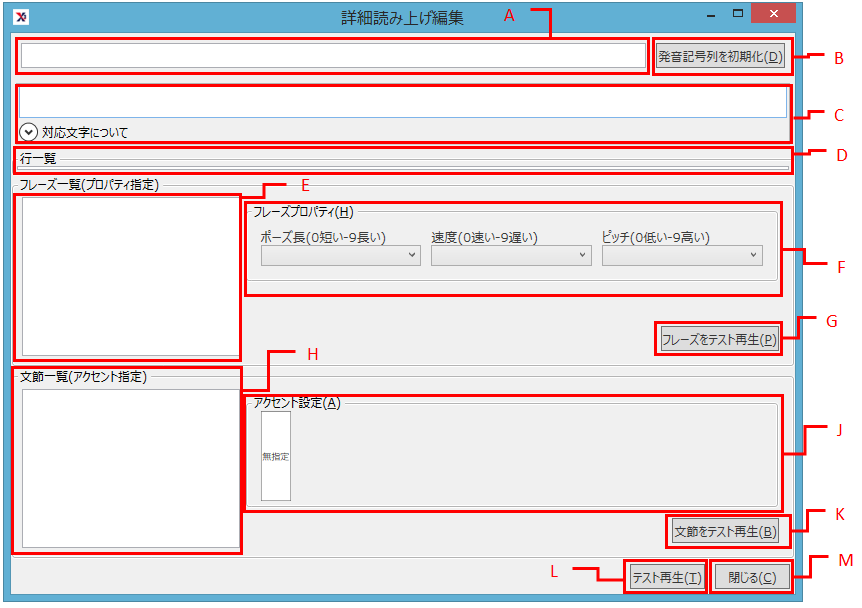 詳細読み上げ編集
A
発音記号列を初期化(D)
B
C
対応文字について
行一覧
D
フレーズ一覧(プロパティ指定)
E
フレーズプロパティ(H)
ポーズ長(0短い-9長い)
速度(0速い-9遅い)
ピッチ(0低い-9高い)
F
G
フレーズをテスト再生(P)
H
文節一覧(アクセント指定)
アクセント設定(A)
無指定
J
K
文節をテスト再生(B)
L
テスト再生(T)
閉じる(C)
M